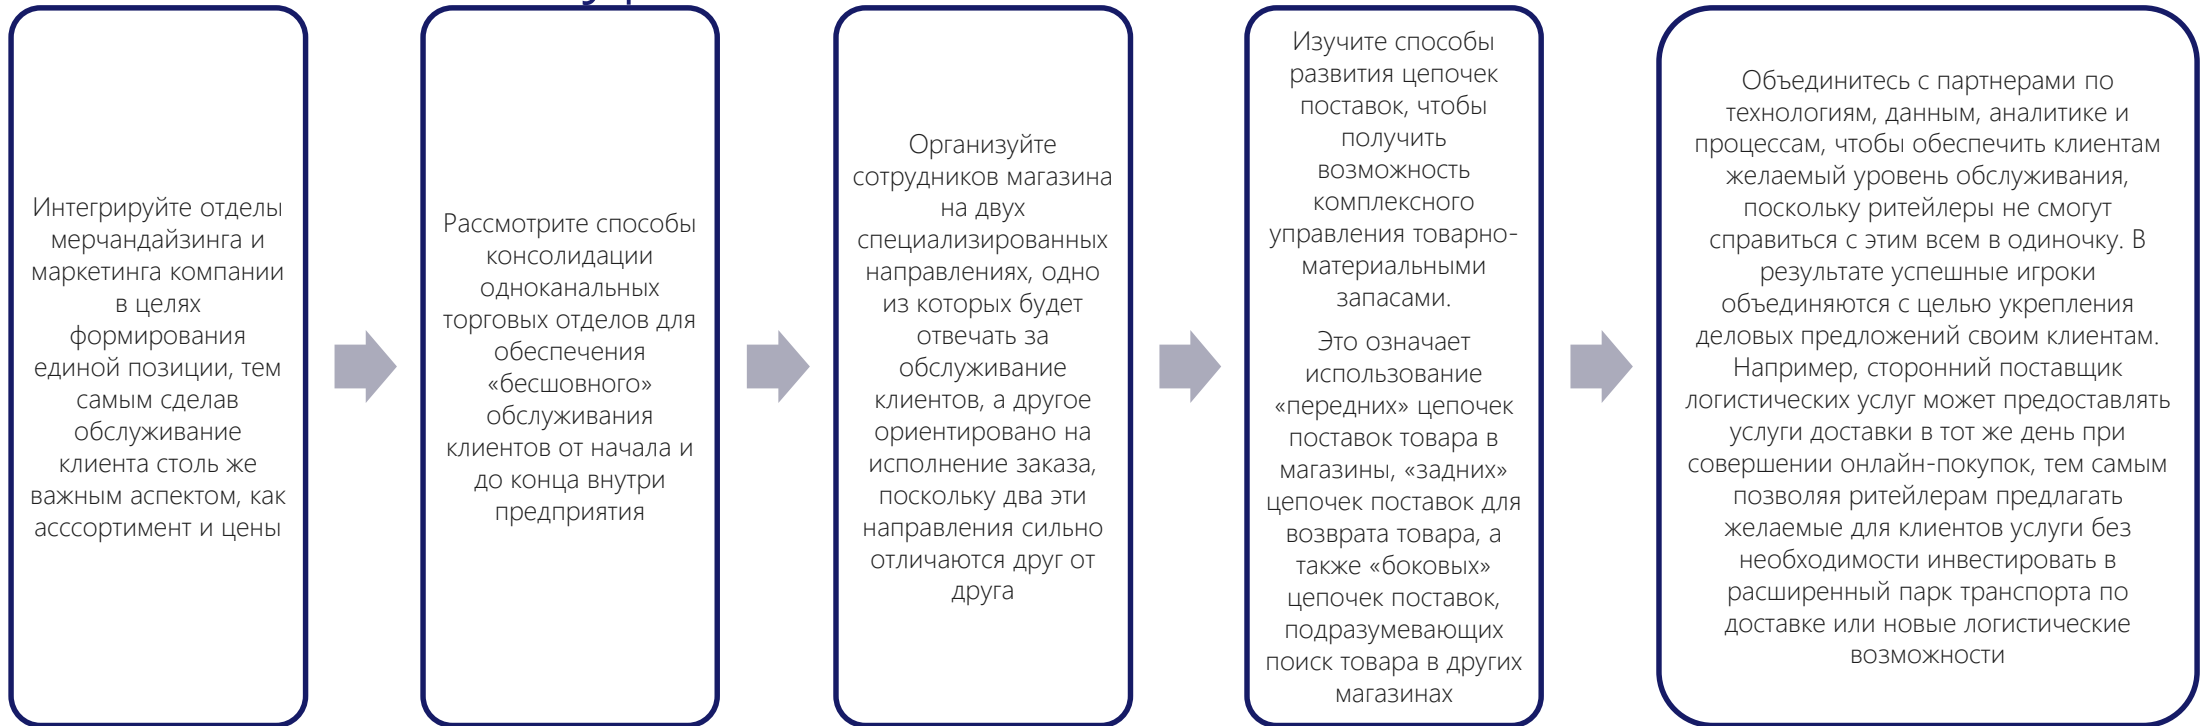 Интегрируйте отделы
мерчандайзинга и
маркетинга компании
в целях
формирования
единой позиции, тем
самым сделав
обслуживание
клиента столь же
важным аспектом, как
асссортимент и цены
Рассмотрите способы
консолидации
одноканальных
торговых отделов для
обеспечения
«бесшовного»
обслуживания
клиентов от начала и
до конца внутри
предприятия
Организуйте
сотрудников магазина
на двух
специализированных
направлениях, одно
из которых будет
отвечать за
обслуживание
клиентов, а другое
ориентировано на
исполнение заказа,
поскольку два эти
направления сильно
отличаются друг от
друга
Изучите способы
развития цепочек
поставок, чтобы
получить
возможность
комплексного
управления товарно-
материальными
запасами.
Это означает
использование
«передних» цепочек
поставок товара в
магазины, «задних»
цепочек поставок для
возврата товара, а
также «боковых»
цепочек поставок,
подразумевающих
поиск товара в других
магазинах
Объединитесь с партнерами по
технологиям, данным, аналитике и
процессам, чтобы обеспечить клиентам
желаемый уровень обслуживания,
поскольку ритейлеры не смогут
справиться с этим всем в одиночку. В
результате успешные игроки
объединяются с целью укрепления
деловых предложений своим клиентам.
Например, сторонний поставщик
логистических услуг может предоставлять
услуги доставки в тот же день при
совершении онлайн-покупок, тем самым
позволяя ритейлерам предлагать
желаемые для клиентов услуги без
необходимости инвестировать в
расширенный парк транспорта по
доставке или новые логистические
возможности